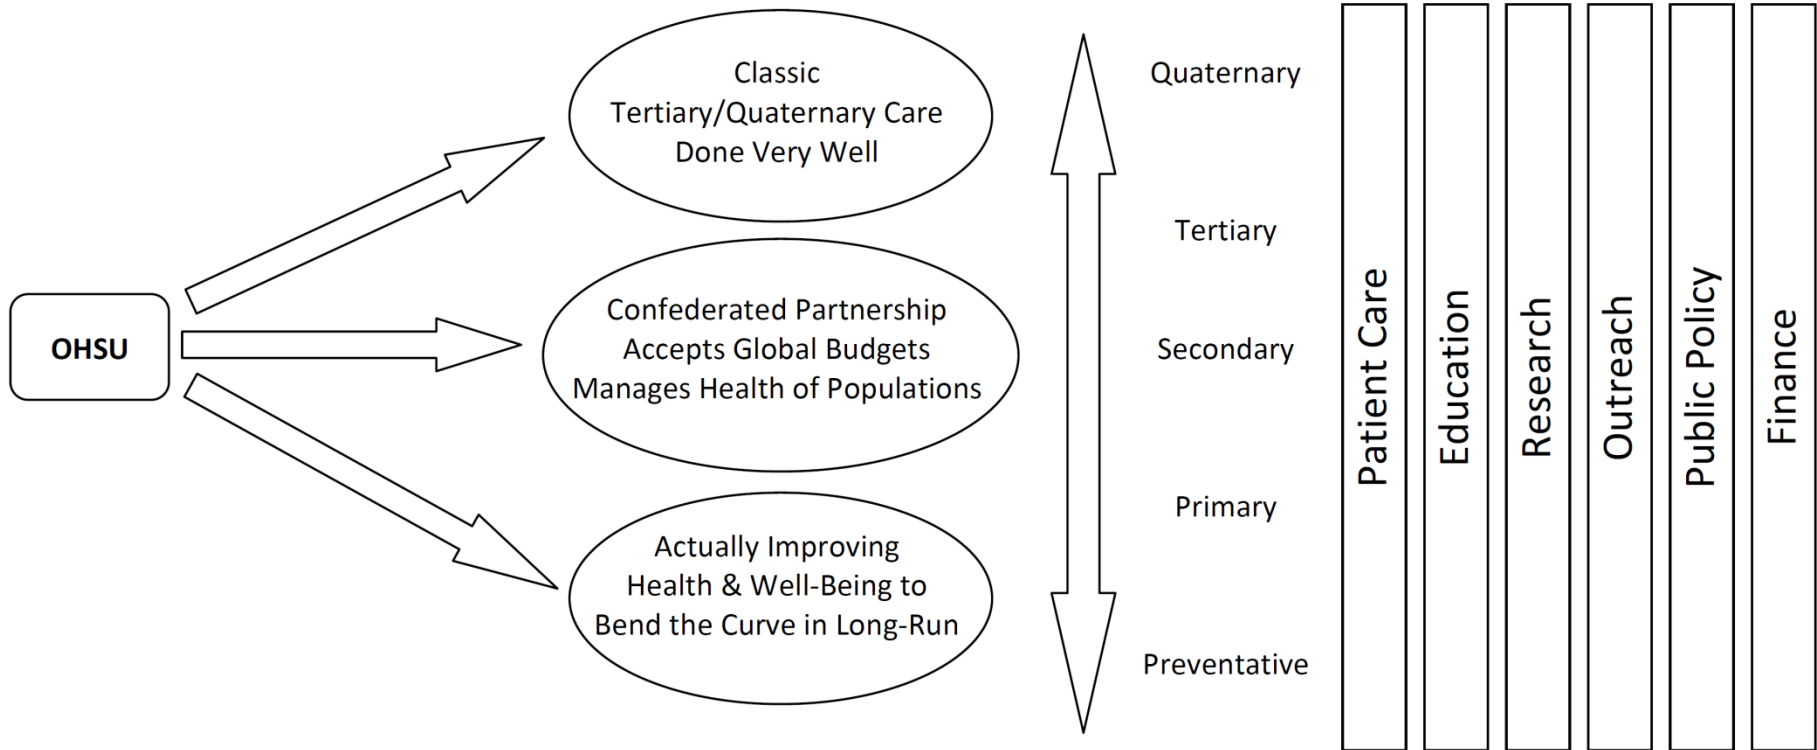 OHSU
Classic
Tertiary/Quaternary Care
Done Very Well
Confederated Partnership
Accepts Global Budgets
Manages Health of Populations
Actually Improving
Health & Well-Being to
Bend the Curve in Long-Run
Quaternary
Tertiary
Secondary
Primary
Preventative
Patient Care
Education
Research
Outreach
Public Policy
Finance